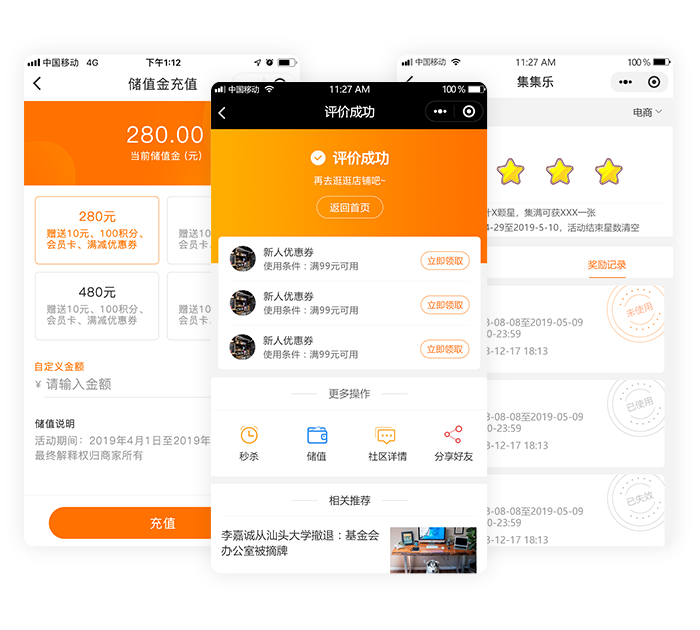 中国移动 4G
下午1:12
储值金充值
280.00
当前储值金 (元)
280元
赠送10元、100积分、
会员卡、满减优惠券
赠送10元
会员卡、
480元
赠送10元、100积分、
会员卡、满减优惠券
赠送10元
会员卡、
自定义金额
¥ 请输入金额
储值说明
活动期间：2019年4月1日至2019年
最终解释权归商家所有
充值
中国移动
11:27 AM
100%
评价成功
评价成功
再去逛逛店铺吧~
返回首页
新人优惠券
使用条件：满99元可用
立即领取
新人优惠券
使用条件：满99元可用
立即领取
新人优惠券
使用条件：满99元可用
立即领取
更多操作
秒杀
储值
社区详情
分享好友
相关推荐
李嘉诚从汕头大学撤退：基金会
办公室被摘牌
中国移动
11:27 AM
100%
集集乐
电商
X颗星，集满可获XXX一张
4-29至2019-5-10，活动结束星数清空
奖励记录
未使用
8-08-08至2019-05-09
0-23:59
8-12-17 18:13
已使用
8-08-08至2019-05-09
0-23:59
8-12-17 18:13
已失效
8-08-08至2019-05-09
0-23:59
8-12-17 18:13